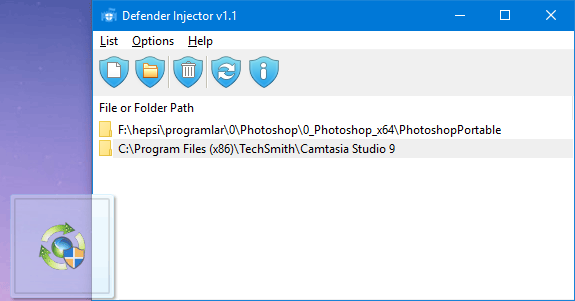 Defender Injector v1.1
List Options Help
File or Folder Path
F:\hepsi\programlar\0\Photoshop\0_Photoshop_x64\PhotoshopPortable
C:\Program Files (x86)\TechSmith\Camtasia Studio 9